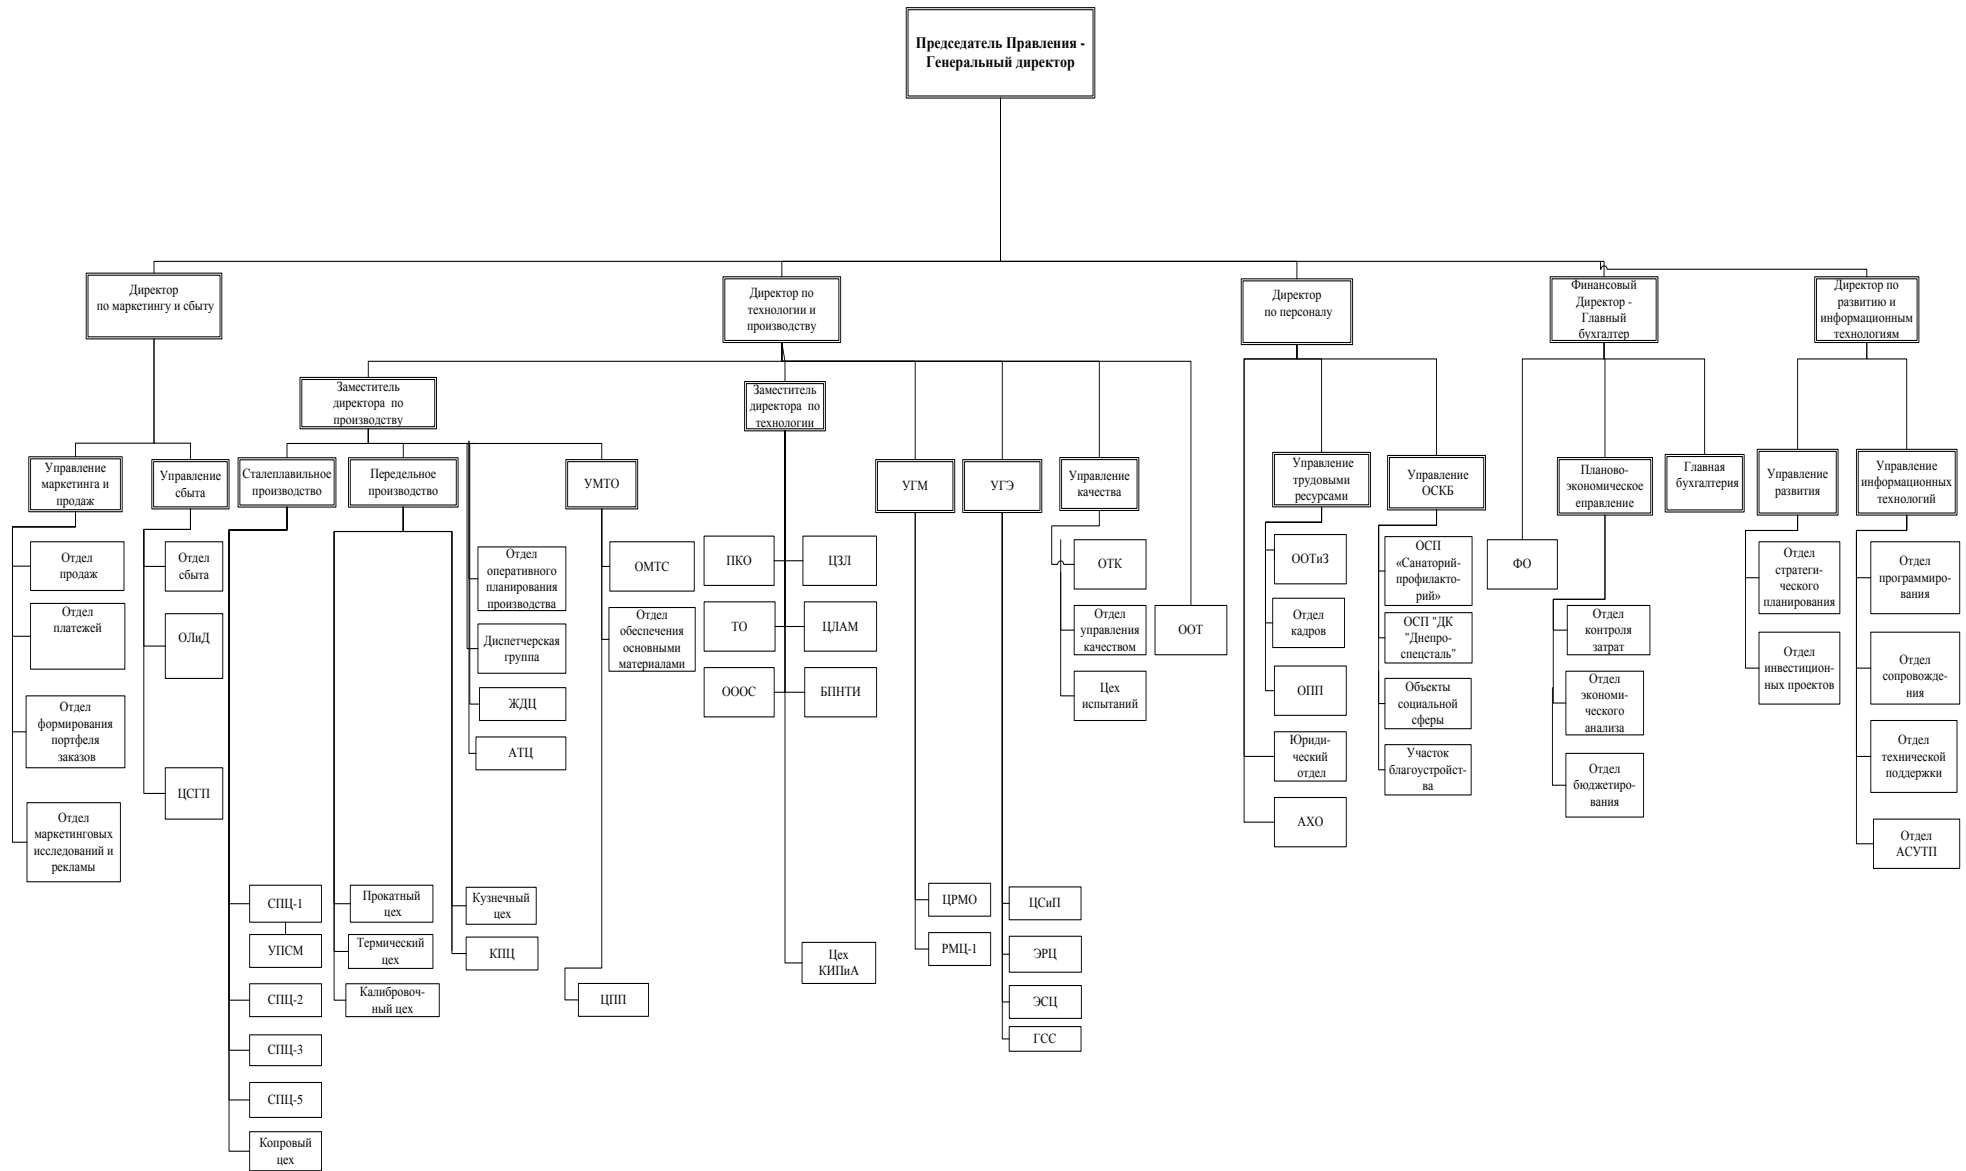 Председатель Правления -
Генеральный директор
Директор
по маркетингу и сбыту
Директор по
технологии и
производству
Директор
по персоналу
Финансовый
Директор -
Главный
бухгалтер
Директор по
развитию и
информационным
технологиям
Заместитель
директора по
производству
Заместитель
директора по
технологии
Управление
маркетинга и
продаж
Управление
сбыта
Сталеплавильное
производство
Передельное
производство
УМТО
УГМ
УГЭ
Управление
качества
Управление
трудовыми
ресурсами
Управление
ОСКБ
Планово-
экономическое
еправление
Главная
бухгалтерия
Управление
развития
Управление
информационных
технологий
Отдел
продаж
Отдел
платежей
Отдел
формирования
портфеля
заказов
Отдел
маркетинговых
исследований и
рекламы
Отдел
сбыта
ОЛиД
ЦСГП
СПЦ-1
УПСМ
СПЦ-2
СПЦ-3
СПЦ-5
Копровый
цех
Прокатный
цех
Термический
цех
Калибровоч-
ный цех
Кузнечный
цех
КПЦ
Отдел
оперативного
планирования
производства
Диспетчерская
группа
ЖДЦ
АТЦ
ОМТС
Отдел
обеспечения
основными
материалами
ЦПП
ПКО
ЦЗЛ
ТО
ЦЛАМ
ОООС
БПНТИ
Цех
КИПиА
ЦРМО
РМЦ-1
ЦСиП
ЭРЦ
ЭСЦ
ГСС
ОТК
Отдел
управления
качеством
Цех
испытаний
ООТ
ООТиЗ
Отдел
кадров
ОПП
Юриди-
ческий
отдел
АХО
ОСП
«Санаторий-
профилакто-
рий»
ОСП "ДК
"Днепро-
спецсталь"
Объекты
социальной
сферы
Участок
благоустройст-
ва
ФО
Отдел
контроля
затрат
Отдел
экономи-
ческого
анализа
Отдел
бюджетиро-
вания
Отдел
стратеги-
ческого
планирования
Отдел
инвестицион-
ных проектов
Отдел
программиро-
вания
Отдел
сопровожде-
ния
Отдел
технической
поддержки
Отдел
АСУТП